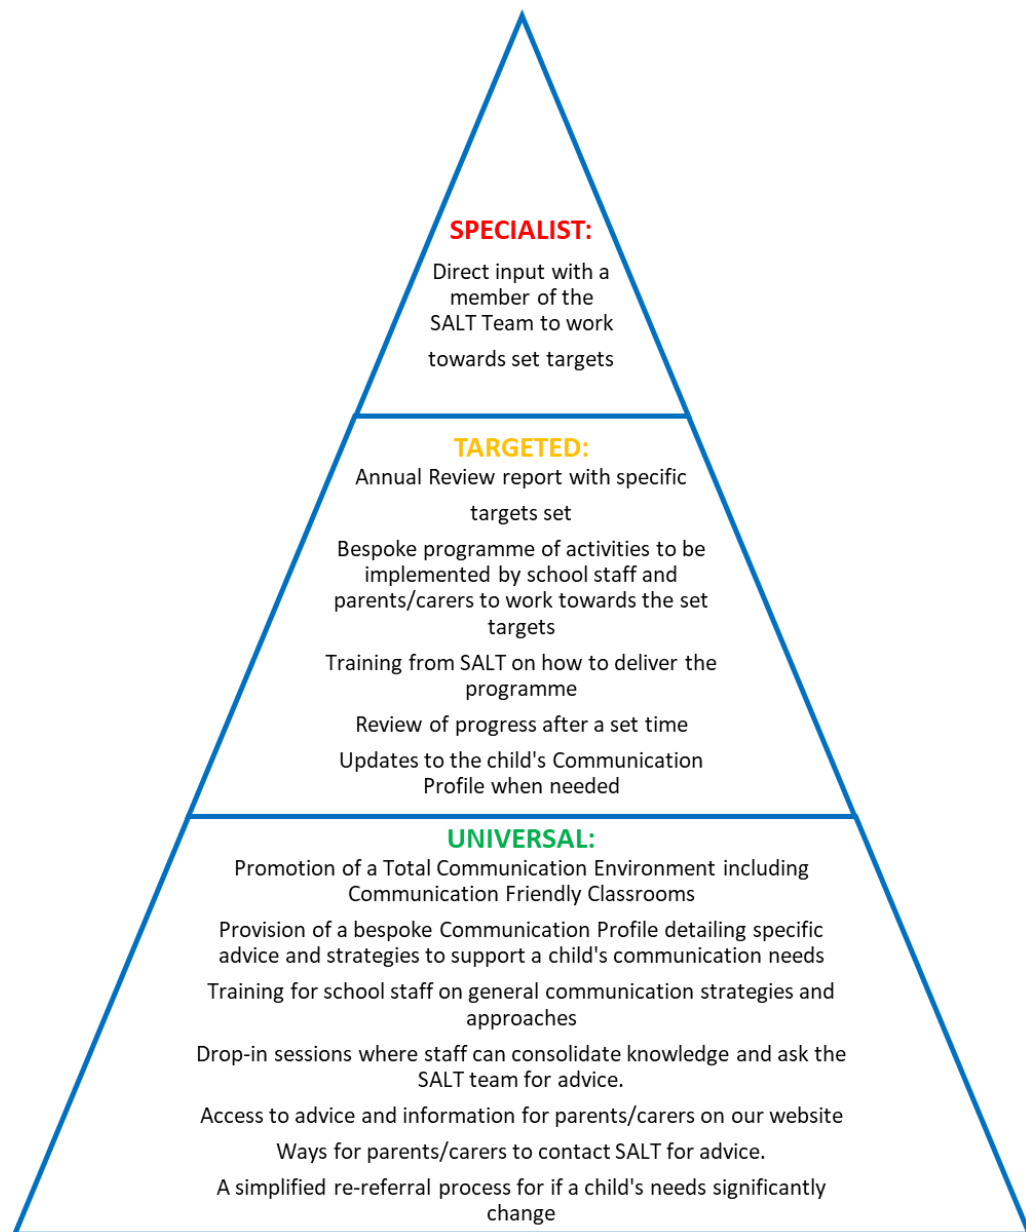 SPECIALIST:
Direct input with a
member of the
SALT Team to work
towards set targets
TARGETED:
Annual Review report with specific
targets set
Bespoke programme of activities to be
implemented by school staff and
parents/carers to work towards the set
targets
Training from SALT on how to deliver the
programme
Review of progress after a set time
Updates to the child's Communication
Profile when needed
UNIVERSAL:
Promotion of a Total Communication Environment including
Communication Friendly Classrooms
Provision of a bespoke Communication Profile detailing specific
advice and strategies to support a child's communication needs
Training for school staff on general communication strategies and
approaches
Drop-in sessions where staff can consolidate knowledge and ask the
SALT team for advice.
Access to advice and information for parents/carers on our website
Ways for parents/carers to contact SALT for advice.
A simplified re-referral process for if a child's needs significantly
change